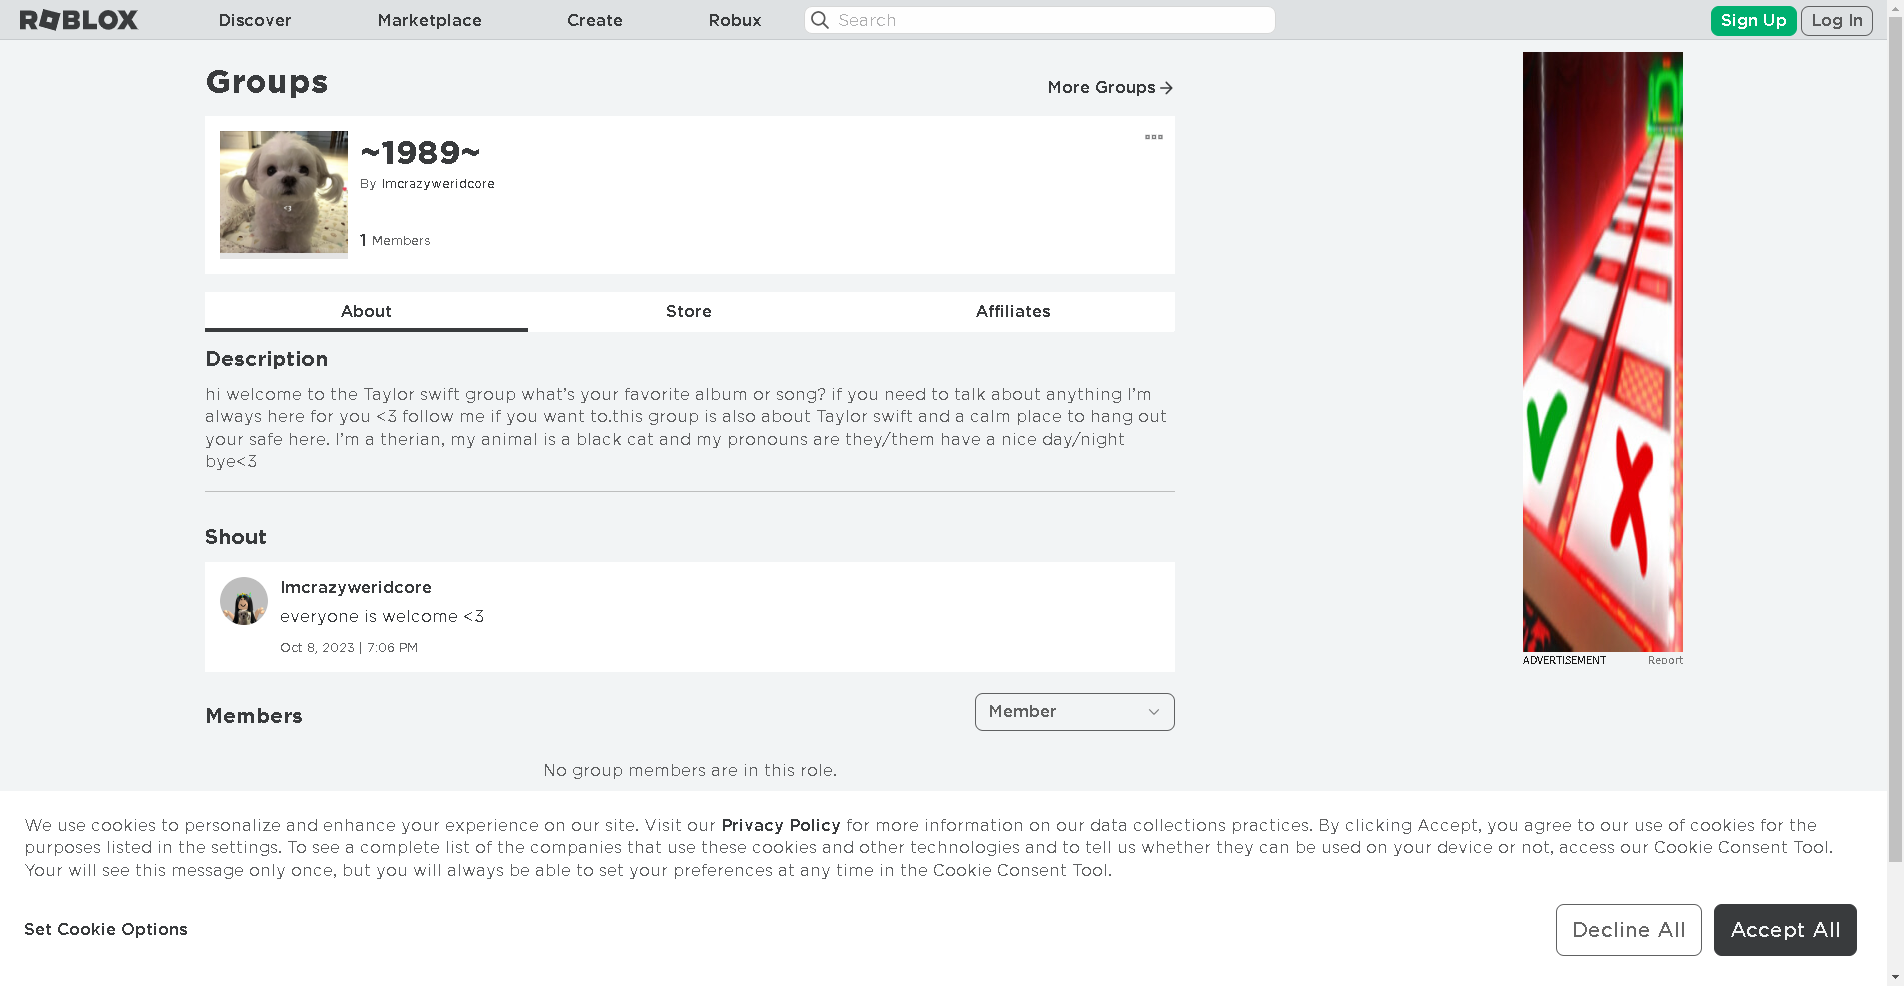 ROBLOX
Discover
Marketplace
Create
Robux
Search
Sign Up
Log In
Groups
More Groups
~1989~
By Imcrazyweridcore
1 Members
About
Store
Affiliates
Description
hi welcome to the Taylor swift group what's your favorite album or song? if you need to talk about anything I'm
always here for you <3 follow me if you want to.this group is also about Taylor swift and a calm place to hang out
your safe here. I'm a therian, my animal is a black cat and my pronouns are they/them have a nice day/night
bye<3
Shout
Imcrazyweridcore
everyone is welcome <3
Oct 8, 2023 | 7:06 PM
ADVERTISEMENT
Report
Members
Member
No group members are in this role.
We use cookies to personalize and enhance your experience on our site. Visit our Privacy Policy for more information on our data collections practices. By clicking Accept, you agree to our use of cookies for the
purposes listed in the settings. To see a complete list of the companies that use these cookies and other technologies and to tell us whether they can be used on your device or not, access our Cookie Consent Tool.
Your will see this message only once, but you will always be able to set your preferences at any time in the Cookie Consent Tool.
Set Cookie Options
Decline All
Accept All